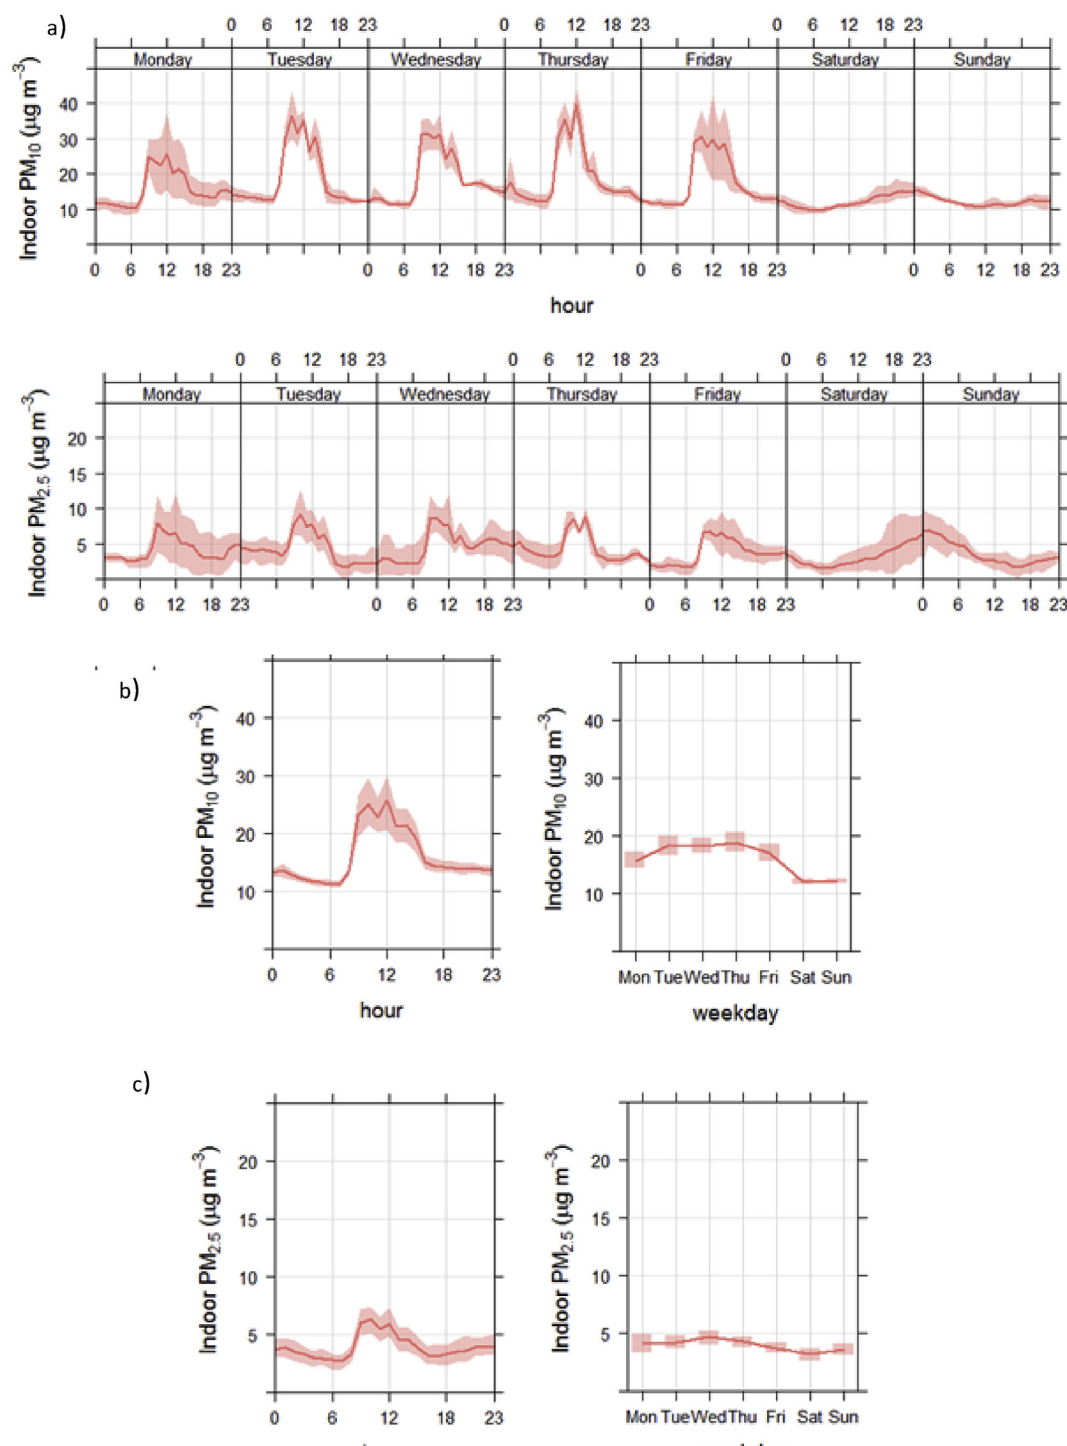 a)
0 6 12 18 23 0 6 12 18 23 0 6 12 18 23
Monday Tuesday Wednesday Thursday Friday Saturday Sunday
Indoor PM10 (μg m−3)
40
30
20
10
0 6 12 18 23 0 6 12 18 23 0 6 12 18 23 0 6 12 18 23
hour
0 6 12 18 23 0 6 12 18 23 0 6 12 18 23
Monday Tuesday Wednesday Thursday Friday Saturday Sunday
Indoor PM2.5 (μg m−3)
20
15
10
5
0 6 12 18 23 0 6 12 18 23 0 6 12 18 23 0 6 12 18 23
b)
Indoor PM10 (μg m−3)
40
30
20
10
0 6 12 18 23
hour
Indoor PM10 (μg m−3)
40
30
20
10
Mon Tue Wed Thu Fri Sat Sun
weekday
c)
Indoor PM2.5 (μg m−3)
20
15
10
5
0 6 12 18 23
Indoor PM2.5 (μg m−3)
20
15
10
5
Mon Tue Wed Thu Fri Sat Sun